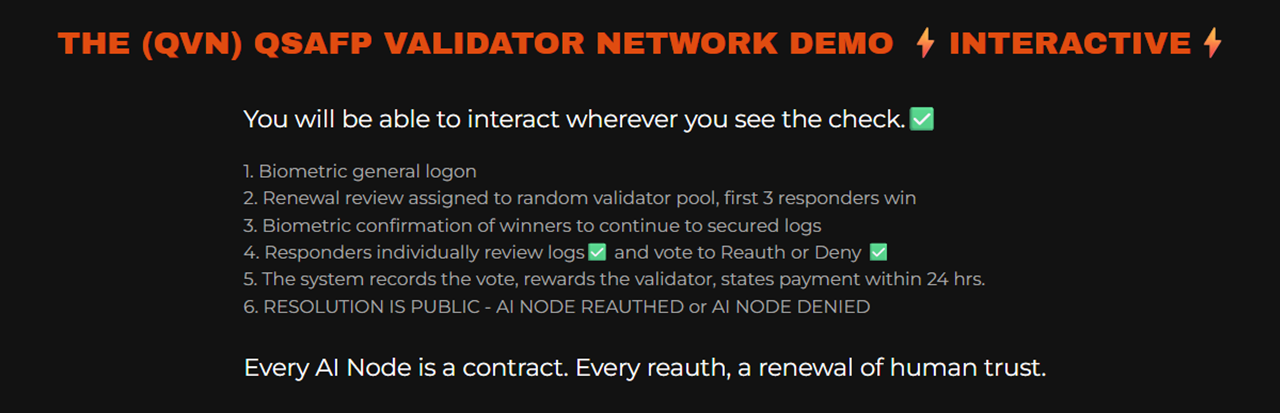 THE (QVN) QSAFP VALIDATOR NETWORK DEMO ⚡ INTERACTIVE ⚡
You will be able to interact wherever you see the check.✅
1. Biometric general logon
2. Renewal review assigned to random validator pool, first 3 responders win
3. Biometric confirmation of winners to continue to secured logs
4. Responders individually review logs✅ and vote to Reauth or Deny ✅
5. The system records the vote, rewards the validator, states payment within 24 hrs.
6. RESOLUTION IS PUBLIC - AI NODE REAUTHED or AI NODE DENIED
Every AI Node is a contract. Every reauth, a renewal of human trust.